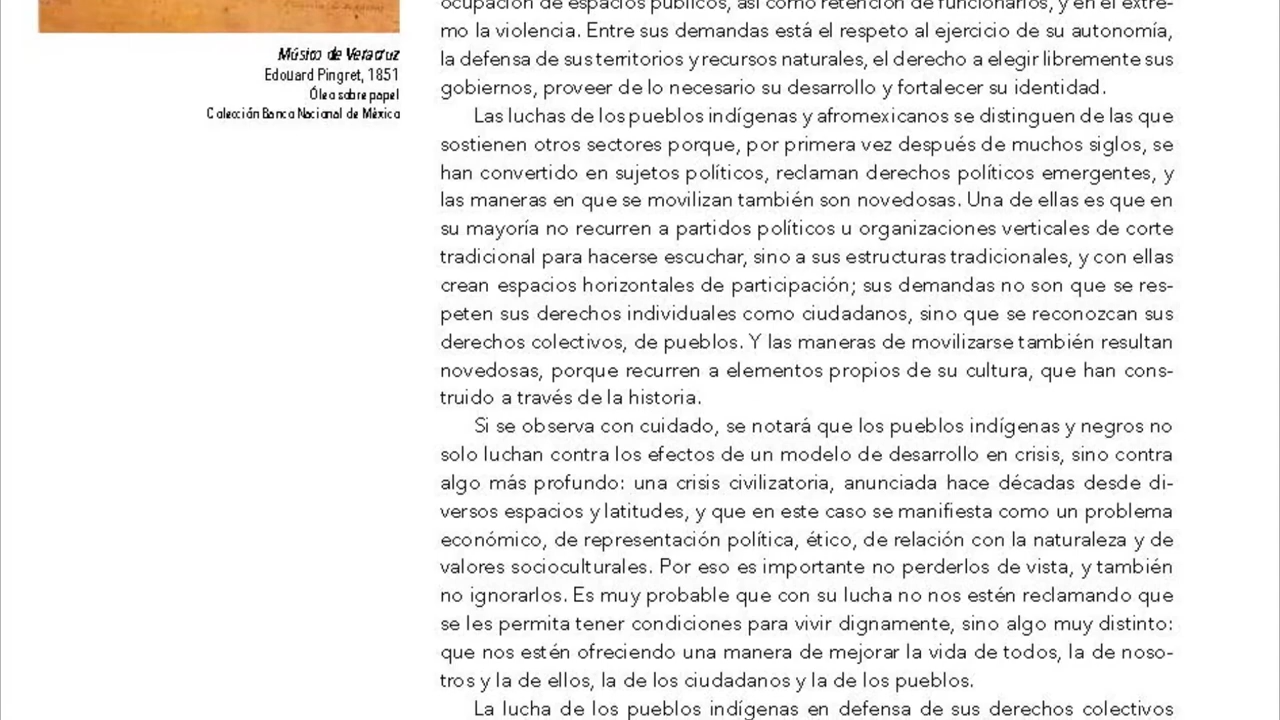 Músico de Veracruz
Edouard Pingret, 1851
Óleo sobre papel
Colección Banco Nacional de México
ocupación de espacios públicos, así como retención de funcionarios, y en el extre-
mo la violencia. Entre sus demandas está el respeto al ejercicio de su autonomía,
la defensa de sus territorios y recursos naturales, el derecho a elegir libremente sus
gobiernos, proveer de lo necesario su desarrollo y fortalecer su identidad.
Las luchas de los pueblos indígenas y afromexicanos se distinguen de las que
sostienen otros sectores porque, por primera vez después de muchos siglos, se
han convertido en sujetos políticos, reclaman derechos políticos emergentes, y
las maneras en que se movilizan también son novedosas. Una de ellas es que en
su mayoría no recurren a partidos políticos u organizaciones verticales de corte
tradicional para hacerse escuchar, sino a sus estructuras tradicionales, y con ellas
crean espacios horizontales de participación; sus demandas no son que se res-
peten sus derechos individuales como ciudadanos, sino que se reconozcan sus
derechos colectivos, de pueblos. Y las maneras de movilizarse también resultan
novedosas, porque recurren a elementos propios de su cultura, que han cons-
truido a través de la historia.
Si se observa con cuidado, se notará que los pueblos indígenas y negros no
solo luchan contra los efectos de un modelo de desarrollo en crisis, sino contra
algo más profundo: una crisis civilizatoria, anunciada hace décadas desde di-
versos espacios y latitudes, y que en este caso se manifiesta como un problema
económico, de representación política, ético, de relación con la naturaleza y de
valores socioculturales. Por eso es importante no perderlos de vista, y también
no ignorarlos. Es muy probable que con su lucha no nos estén reclamando que
se les permita tener condiciones para vivir dignamente, sino algo muy distinto:
que nos estén ofreciendo una manera de mejorar la vida de todos, la de noso-
tros y la de ellos, la de los ciudadanos y la de los pueblos.
La lucha de los pueblos indígenas en defensa de sus derechos colectivos